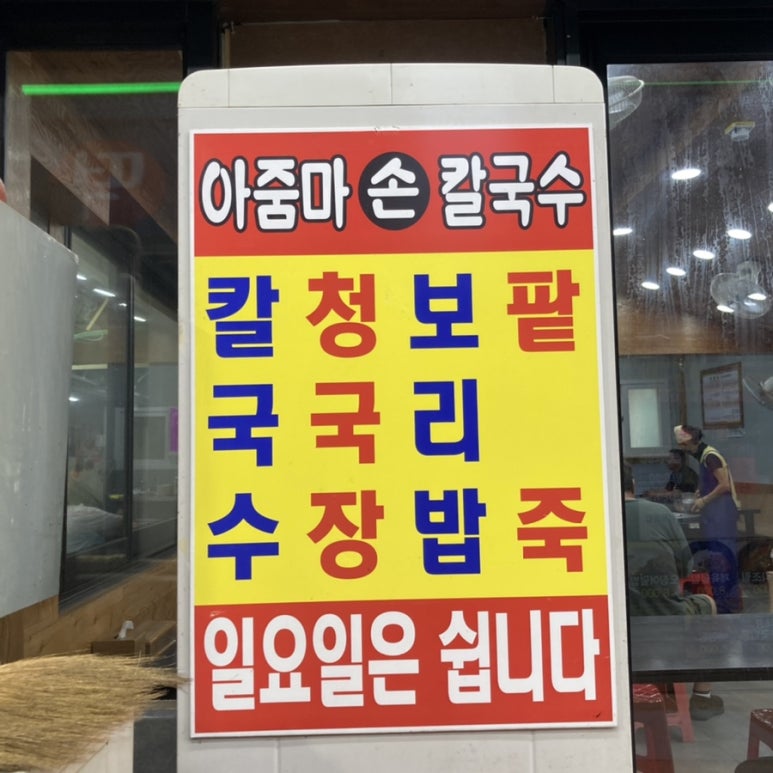 아줌마 손 칼국수
칼국수
청국장
보리밥
팥죽
일요일은 쉽니다